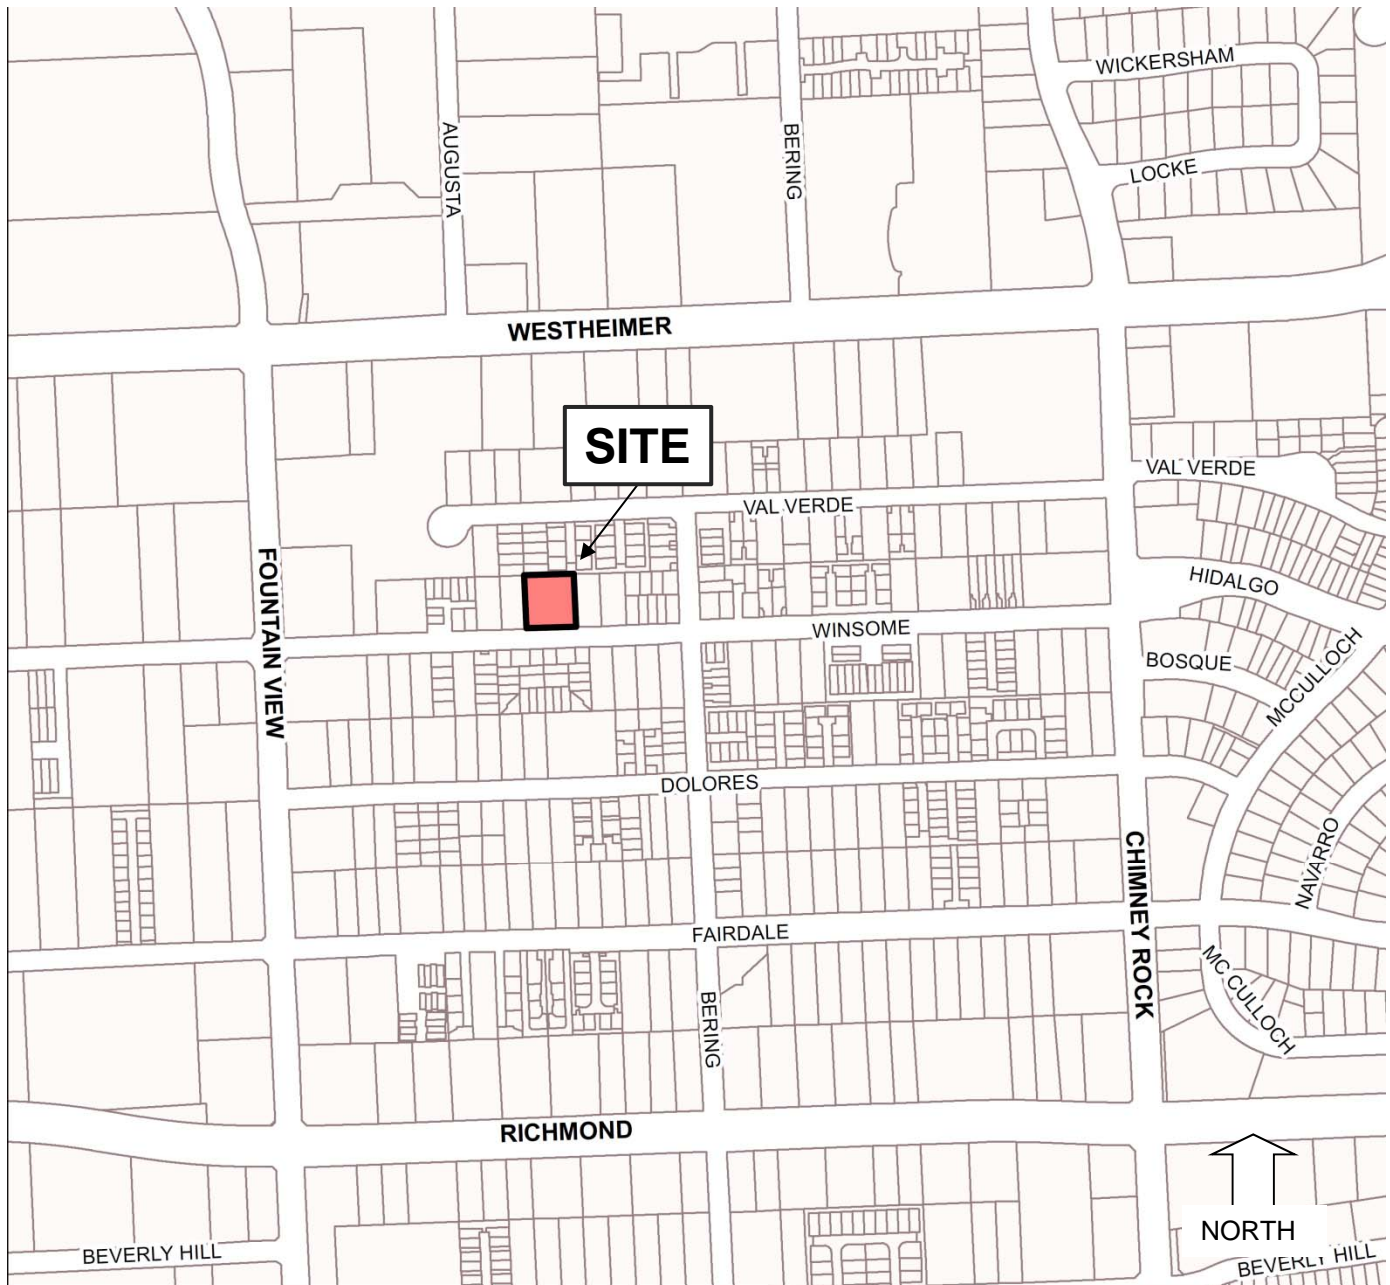 WICKERSHAM
AUGUSTA
BERING
LOCKE
WESTHEIMER
SITE
VAL VERDE
VAL VERDE
FOUNTAIN VIEW
HIDALGO
WINSOME
BOSQUE
MCCULLOCH
DOLORES
CHIMNEY ROCK
NAVARRO
FAIRDALE
BERING
MC CULLOCH
RICHMOND
NORTH
BEVERLY HILL
BEVERLY HILL